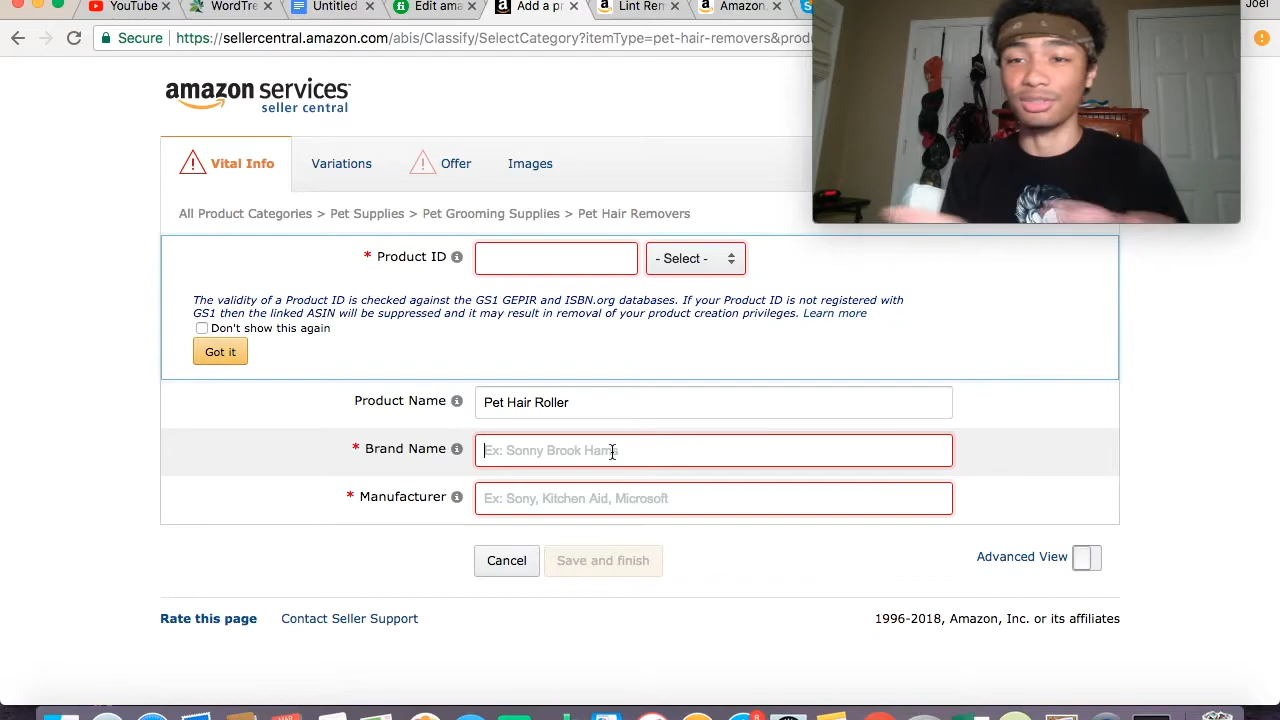 YouTube
WordTre
Untitled
Edit ama
Add a pr
Lint Rem
Amazon.
Joel
Secure
https://sellercentral.amazon.com/abis/Classify/SelectCategory?itemType=pet-hair-removers&produ
amazon services
seller central
Vital Info
Variations
Offer
Images
All Product Categories > Pet Supplies > Pet Grooming Supplies > Pet Hair Removers
* Product ID
- Select -
The validity of a Product ID is checked against the GS1 GEPIR and ISBN.org databases. If your Product ID is not registered with
GS1 then the linked ASIN will be suppressed and it may result in removal of your product creation privileges. Learn more
Don't show this again
Got it
Product Name
Pet Hair Roller
* Brand Name
Ex: Sonny Brook Hams
* Manufacturer
Ex: Sony, Kitchen Aid, Microsoft
Cancel
Save and finish
Advanced View
Rate this page
Contact Seller Support
1996-2018, Amazon, Inc. or its affiliates